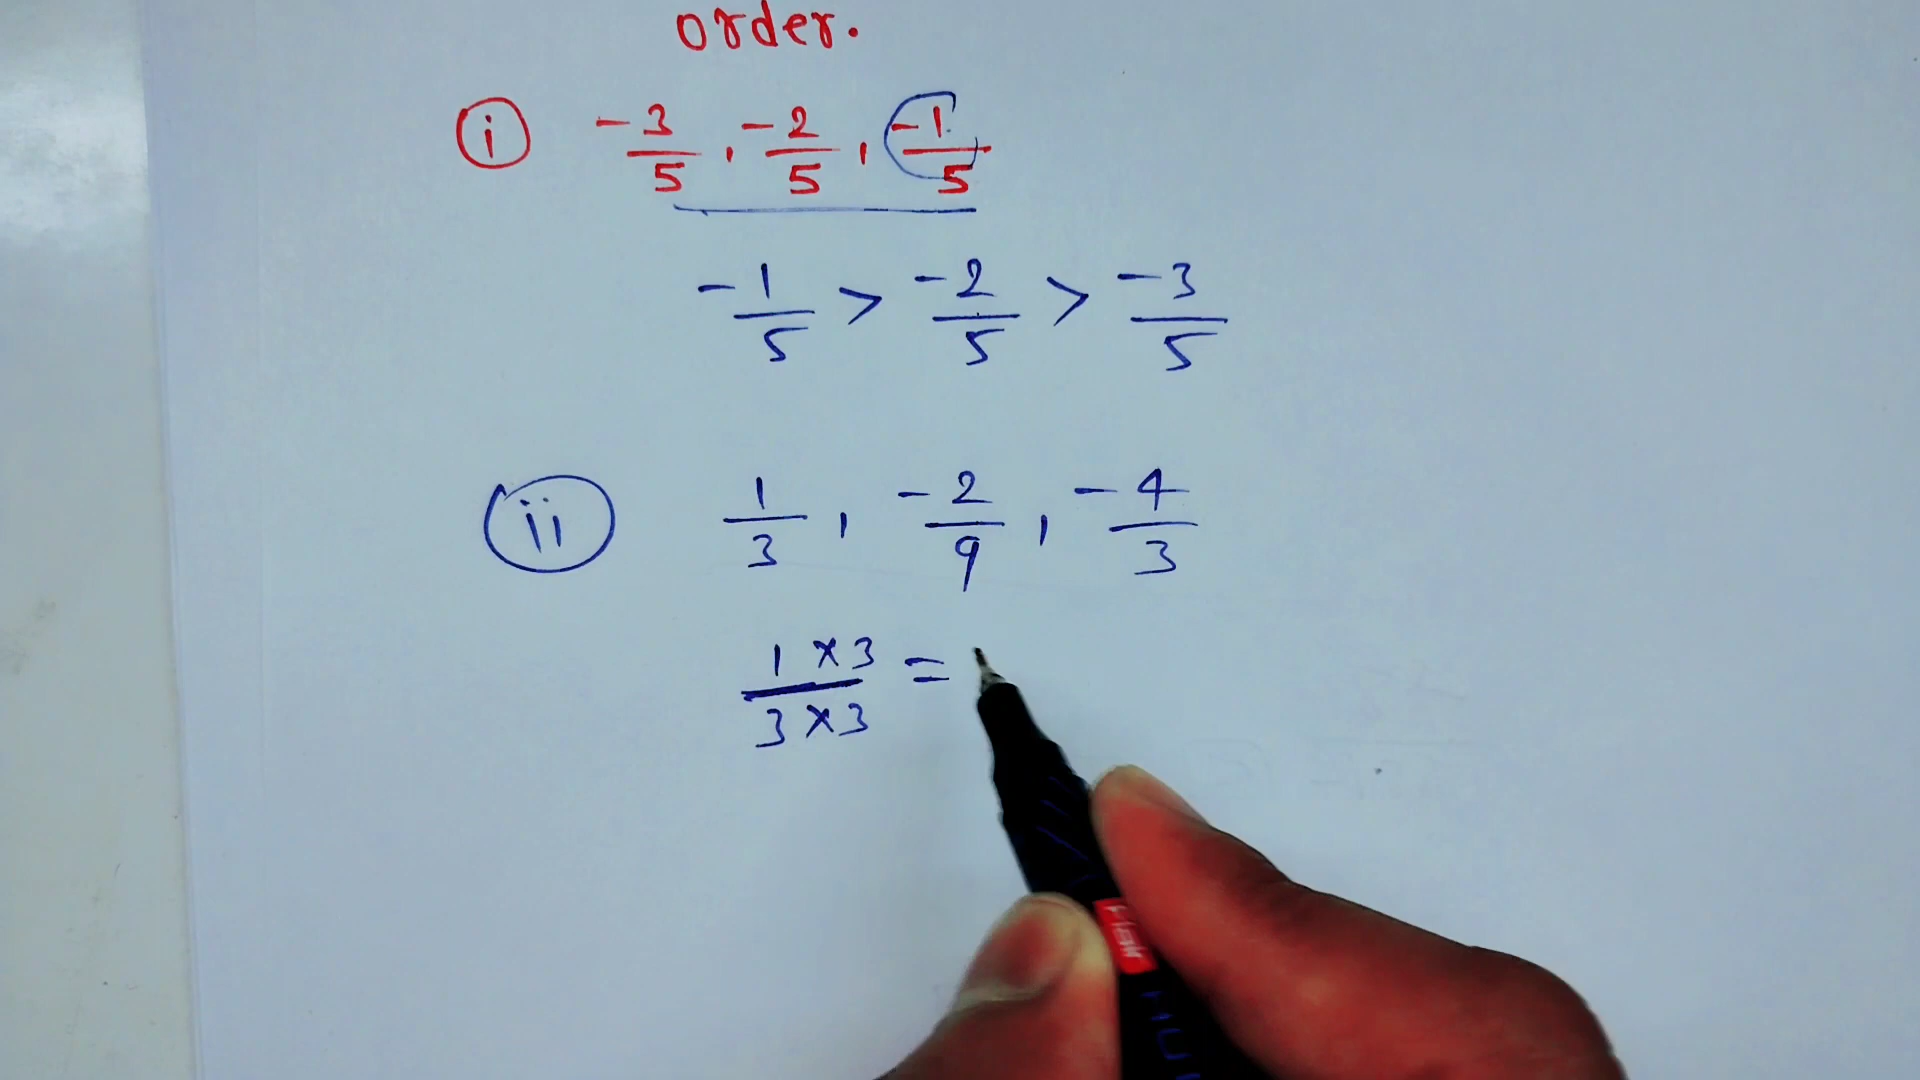 order.
i -3/5, -2/5, -1/5
-1/5 > -2/5 > -3/5
ii 1/3, -2/9, -4/3
1×3/3×3 =
Flair